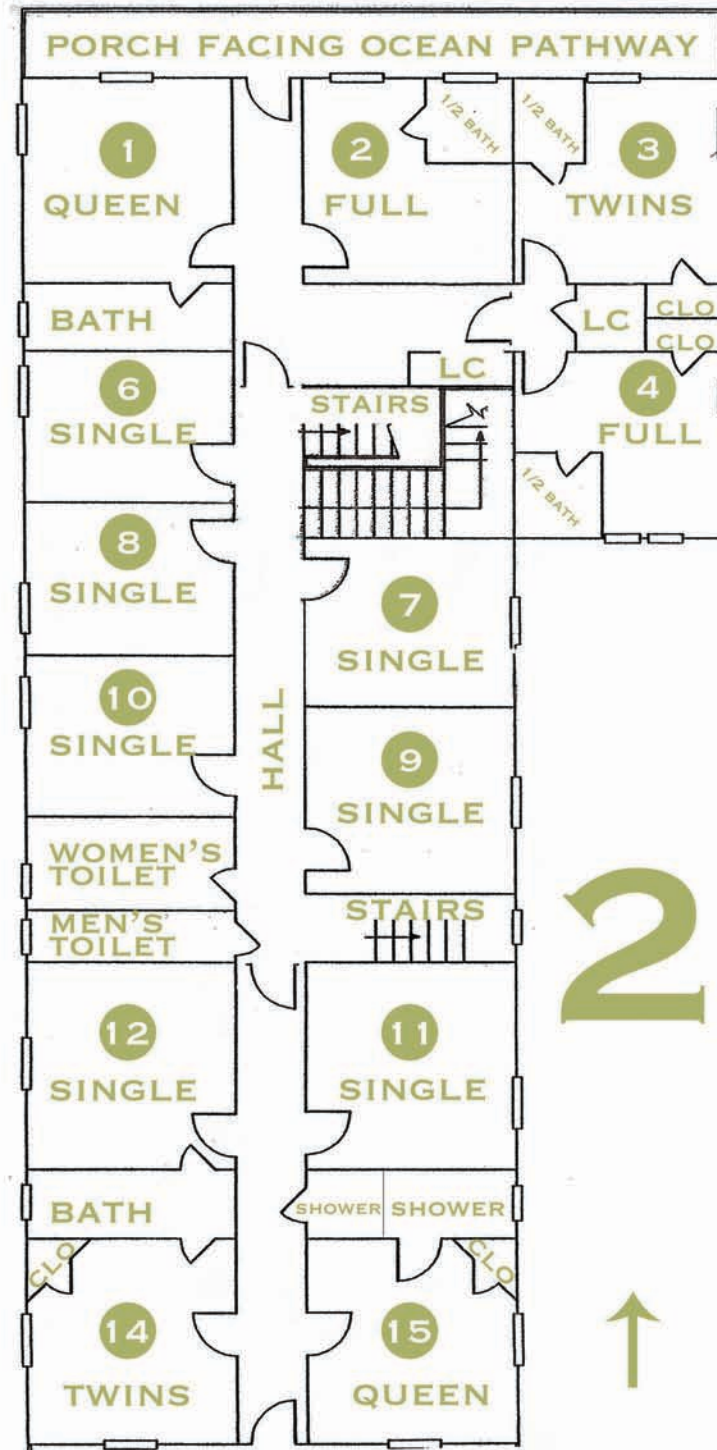 PORCH FACING OCEAN PATHWAY
1
QUEEN
2
FULL
1/2 BATH
1/2 BATH
3
TWINS
BATH
LC
CLO
CLO
LC
6
SINGLE
STAIRS
4
FULL
1/2 BATH
8
SINGLE
7
SINGLE
10
SINGLE
HALL
9
SINGLE
WOMEN'S
TOILET
MEN'S
TOILET
STAIRS
2
12
SINGLE
11
SINGLE
BATH
SHOWER
SHOWER
CLO
CLO
14
TWINS
15
QUEEN